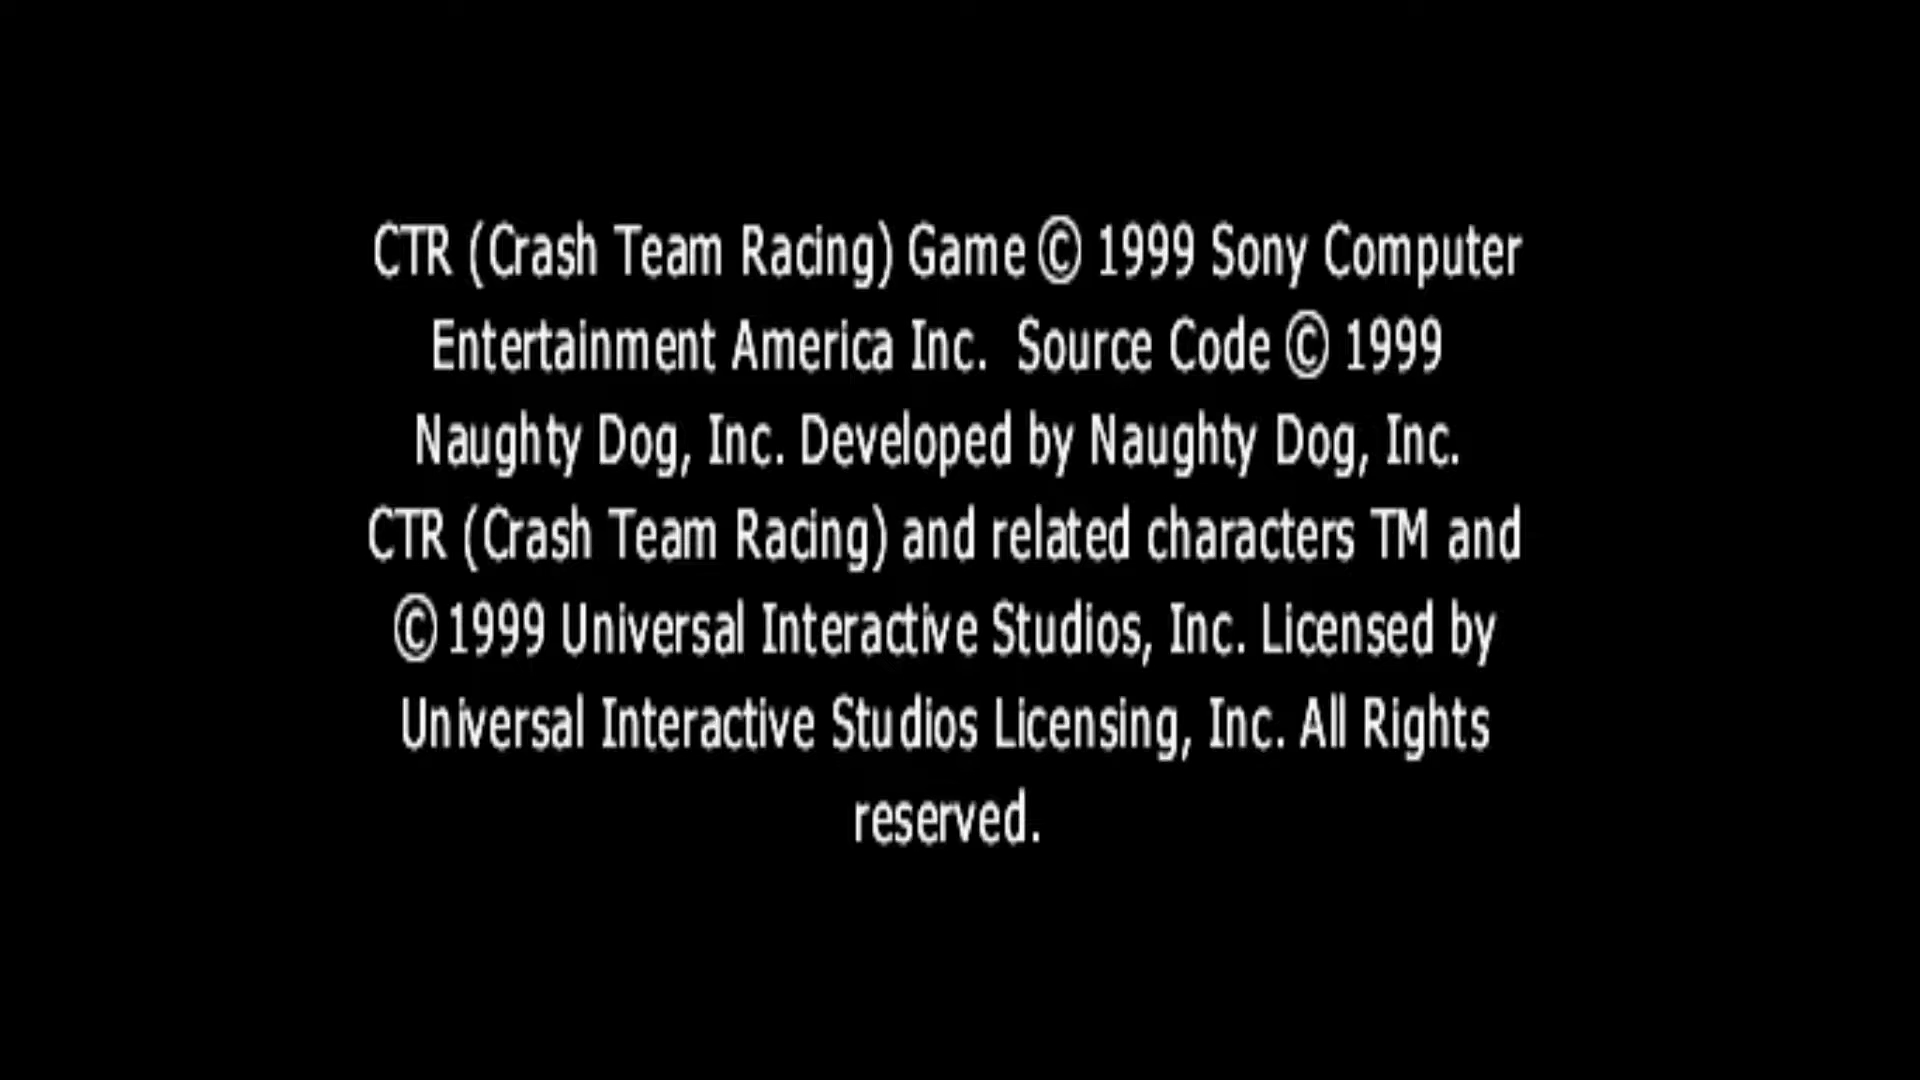 CTR (Crash Team Racing) Game © 1999 Sony Computer
Entertainment America Inc.  Source Code © 1999
Naughty Dog, Inc. Developed by Naughty Dog, Inc.
CTR (Crash Team Racing) and related characters TM and
© 1999 Universal Interactive Studios, Inc. Licensed by
Universal Interactive Studios Licensing, Inc. All Rights
reserved.